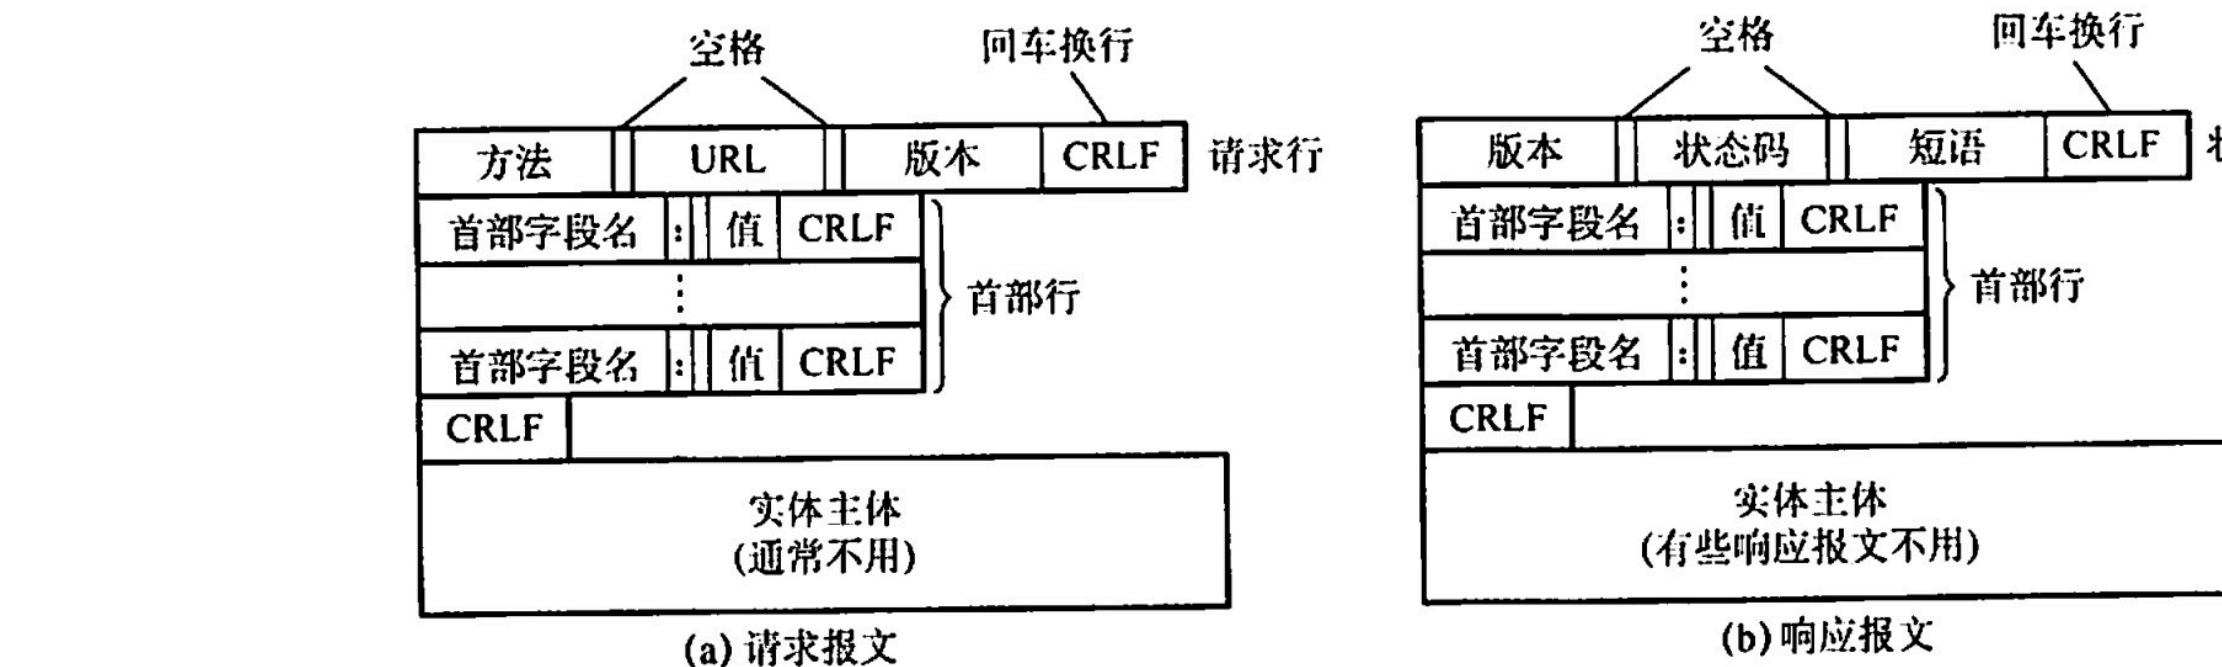 空格 回车换行
方法 URL 版本 CRLF 请求行
首部字段名 : 值 CRLF
⋮
首部字段名 : 值 CRLF
首部行
CRLF
实体主体
(通常不用)
(a) 请求报文
空格 回车换行
版本 状态码 短语 CRLF
首部字段名 : 值 CRLF
⋮
首部字段名 : 值 CRLF
首部行
CRLF
实体主体
(有些响应报文不用)
(b) 响应报文